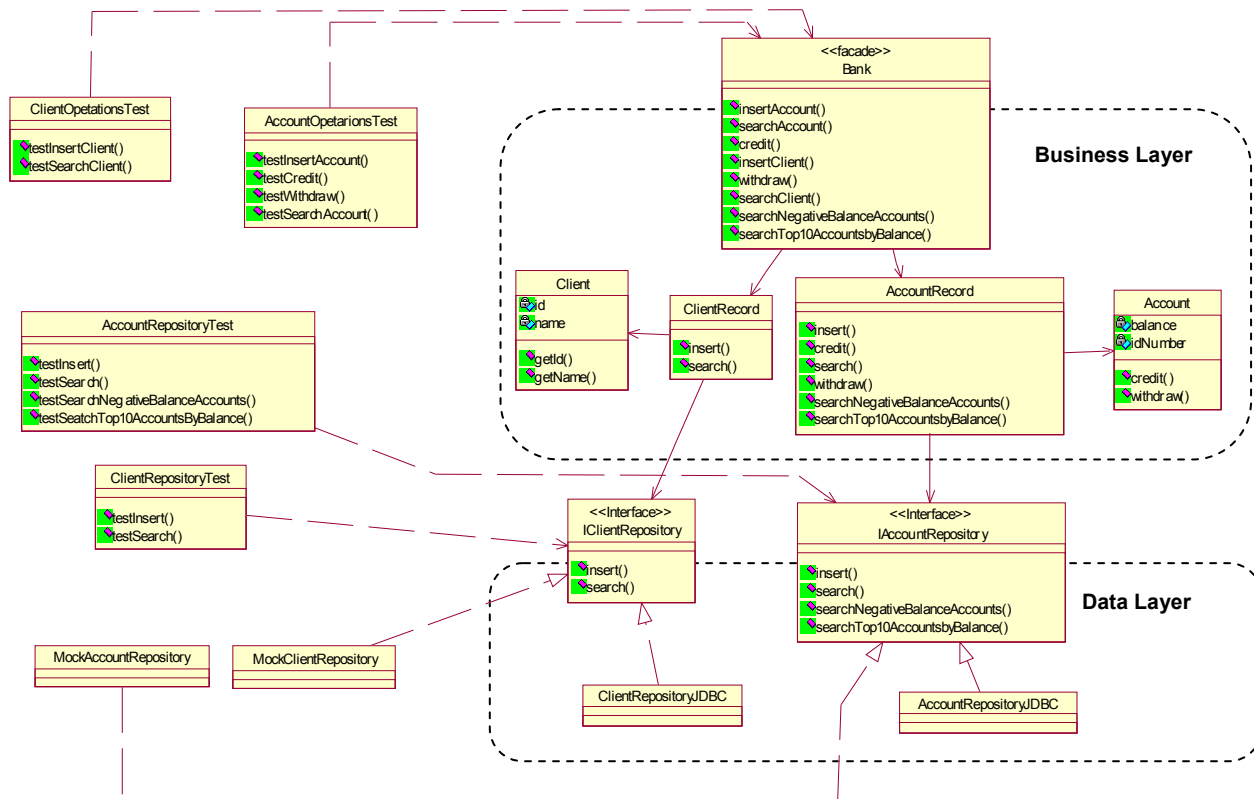 <<facade>>
Bank
insertAccount()
searchAccount()
credit()
insertClient()
withdraw()
searchClient()
searchNegativeBalanceAccounts()
searchTop10AccountsbyBalance()
ClientOpetationsTest
testInsertClient()
testSearchClient()
AccountOpetarionsTest
testInsertAccount()
testCredit()
testWithdraw()
testSearchAccount()
Business Layer
Client
id
name
getId()
getName()
ClientRecord
insert()
search()
AccountRecord
insert()
credit()
search()
withdraw()
searchNegativeBalanceAccounts()
searchTop10AccountsbyBalance()
Account
balance
idNumber
credit()
withdraw()
AccountRepositoryTest
testInsert()
testSearch()
testSearchNegativeBalanceAccounts()
testSeatchTop10AccountsByBalance()
ClientRepositoryTest
testInsert()
testSearch()
<<Interface>>
IClientRepository
insert()
search()
<<Interface>>
IAccountRepository
insert()
search()
searchNegativeBalanceAccounts()
searchTop10AccountsbyBalance()
Data Layer
MockAccountRepository
MockClientRepository
ClientRepositoryJDBC
AccountRepositoryJDBC